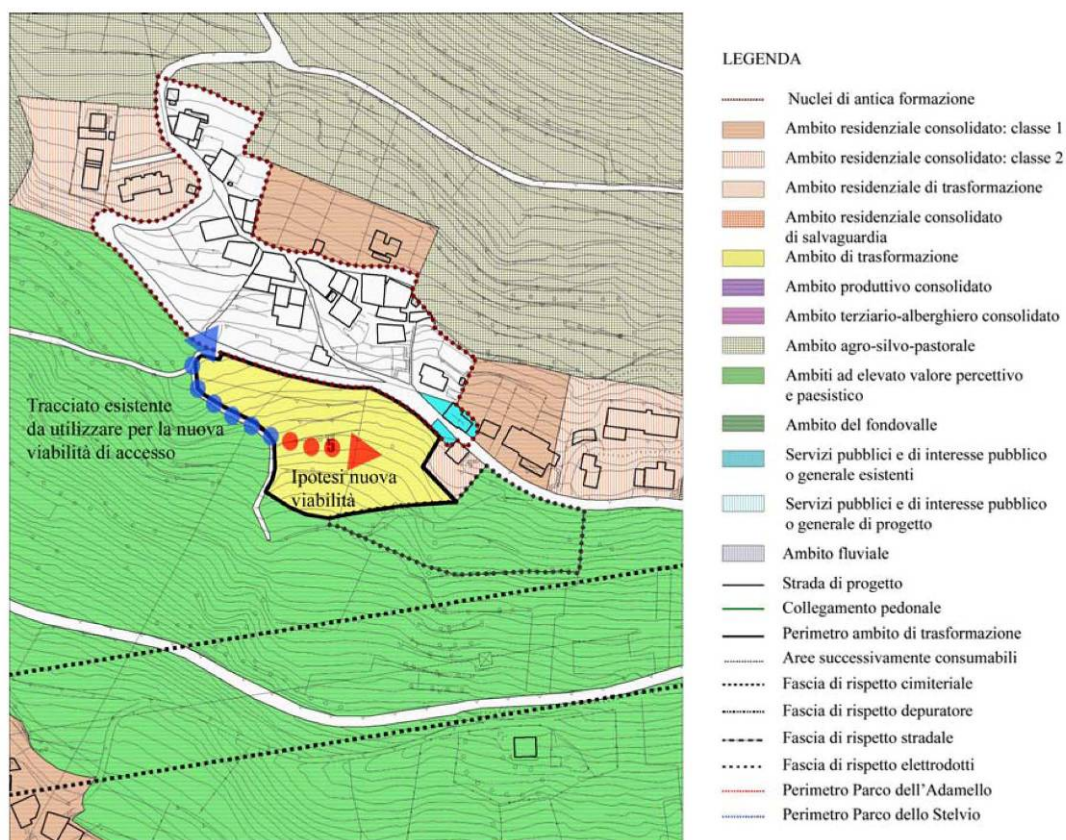 Tracciato esistente
da utilizzare per la nuova
viabilità di accesso
5
Ipotesi nuova
viabilità
LEGENDA
Nuclei di antica formazione
Ambito residenziale consolidato: classe 1
Ambito residenziale consolidato: classe 2
Ambito residenziale di trasformazione
Ambito residenziale consolidato
di salvaguardia
Ambito di trasformazione
Ambito produttivo consolidato
Ambito terziario-alberghiero consolidato
Ambito agro-silvo-pastorale
Ambiti ad elevato valore percettivo
e paesistico
Ambito del fondovalle
Servizi pubblici e di interesse pubblico
o generale esistenti
Servizi pubblici e di interesse pubblico
o generale di progetto
Ambito fluviale
Strada di progetto
Collegamento pedonale
Perimetro ambito di trasformazione
Aree successivamente consumabili
Fascia di rispetto cimiteriale
Fascia di rispetto depuratore
Fascia di rispetto stradale
Fascia di rispetto elettrodotti
Perimetro Parco dell'Adamello
Perimetro Parco dello Stelvio